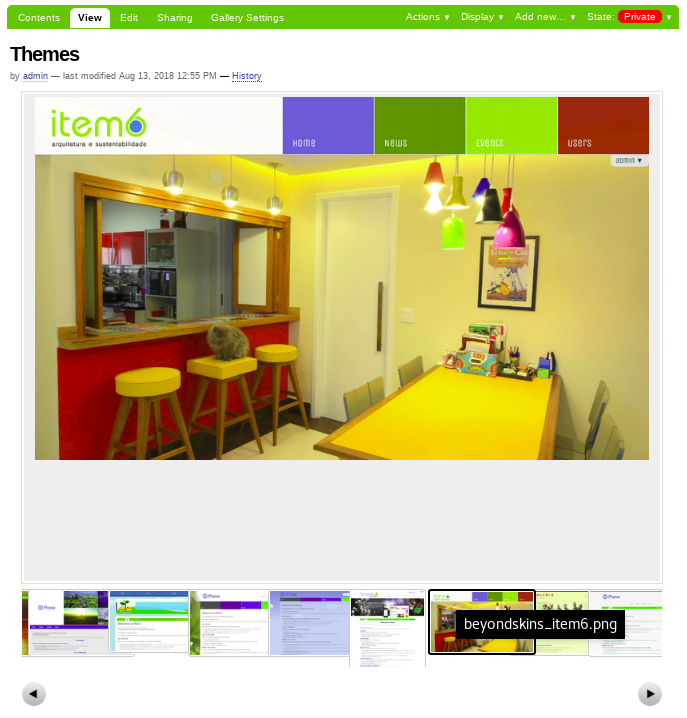 Contents View Edit Sharing Gallery Settings Actions ▼ Display ▼ Add new... ▼ State: Private ▼
Themes
by admin — last modified Aug 13, 2018 12:55 PM — History
item6
arquitetura e sustentabilidade
Home News Events Users
admin ▼
beyondskins_item6.png